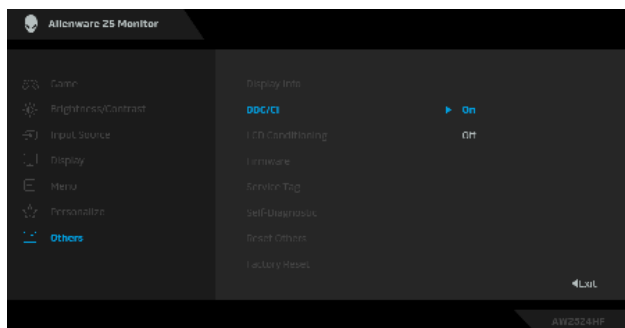 Alienware 25 Monitor
Game
Display Info
Brightness/Contrast
DDC/CI
On
Input Source
LCD Conditioning
Off
Display
Firmware
Menu
Service Tag
Personalize
Self-Diagnostic
Others
Reset Others
Factory Reset
Exit
AW2524HF